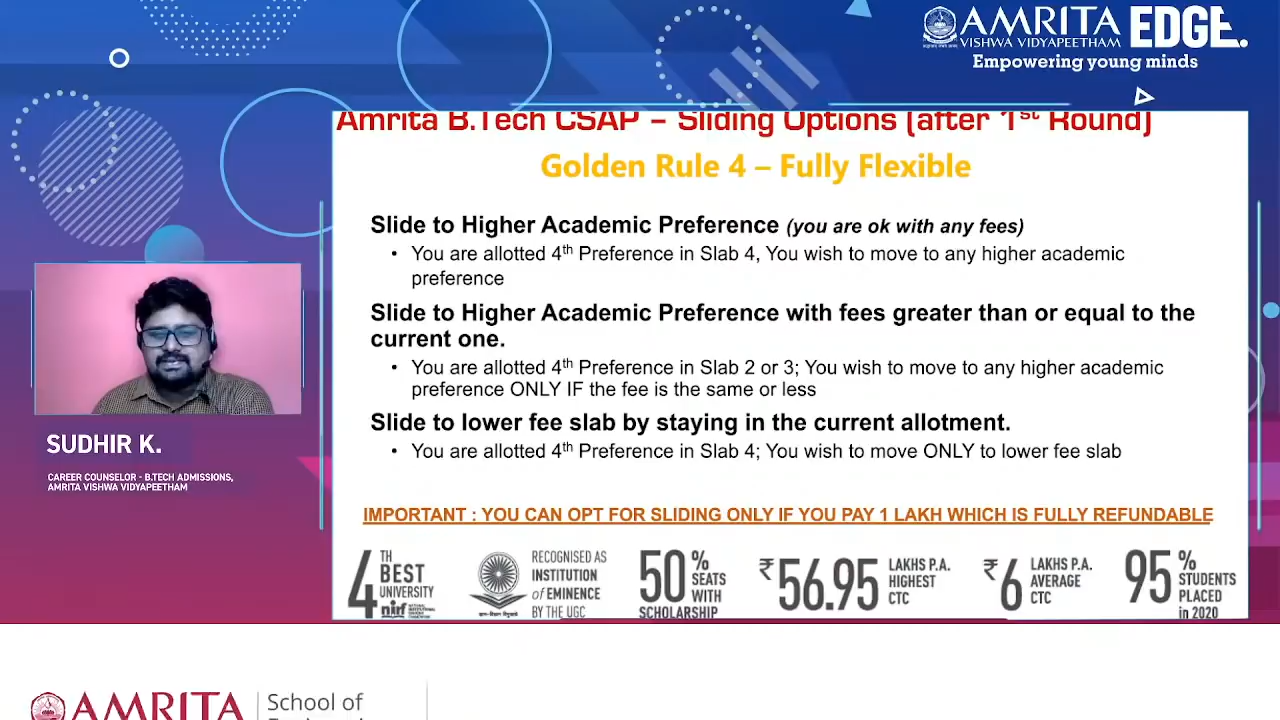 AMRITA EDGE.
VISHWA VIDYAPEETHAM
Empowering young minds
Amrita B.Tech CSAP – Sliding Options (after 1st Round)
Golden Rule 4 – Fully Flexible
Slide to Higher Academic Preference (you are ok with any fees)
• You are allotted 4th Preference in Slab 4, You wish to move to any higher academic
preference
Slide to Higher Academic Preference with fees greater than or equal to the
current one.
• You are allotted 4th Preference in Slab 2 or 3; You wish to move to any higher academic
preference ONLY IF the fee is the same or less
Slide to lower fee slab by staying in the current allotment.
• You are allotted 4th Preference in Slab 4; You wish to move ONLY to lower fee slab
IMPORTANT : YOU CAN OPT FOR SLIDING ONLY IF YOU PAY 1 LAKH WHICH IS FULLY REFUNDABLE
SUDHIR K.
CAREER COUNSELOR - B.TECH ADMISSIONS,
AMRITA VISHWA VIDYAPEETHAM
4TH BEST
UNIVERSITY
nirf
RECOGNISED AS
INSTITUTION
of EMINENCE
BY THE UGC
50% SEATS
WITH
SCHOLARSHIP
₹56.95 LAKHS P.A.
HIGHEST
CTC
₹6 LAKHS P.A.
AVERAGE
CTC
95% STUDENTS
PLACED
in 2020
AMRITA
School of